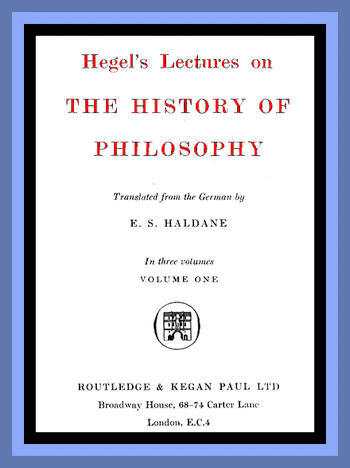 Hegel's Lectures on
THE HISTORY OF
PHILOSOPHY
Translated from the German by
E. S. HALDANE
In three volumes
VOLUME ONE
ROUTLEDGE & KEGAN PAUL LTD
Broadway House, 68–74 Carter Lane
London, E.C.4